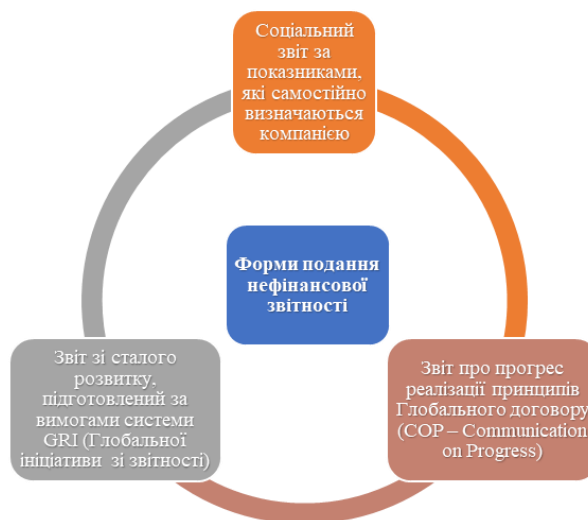 Соціальний
звіт за
показниками,
які самостійно
визначаються
компанією
Форми подання
нефінансової
звітності
Звіт зі сталого
розвитку,
підготовлений за
вимогами системи
GRI (Глобальної
ініціативи зі звітності)
Звіт про прогрес
реалізації принципів
Глобального договору
(COP – Communication
on Progress)